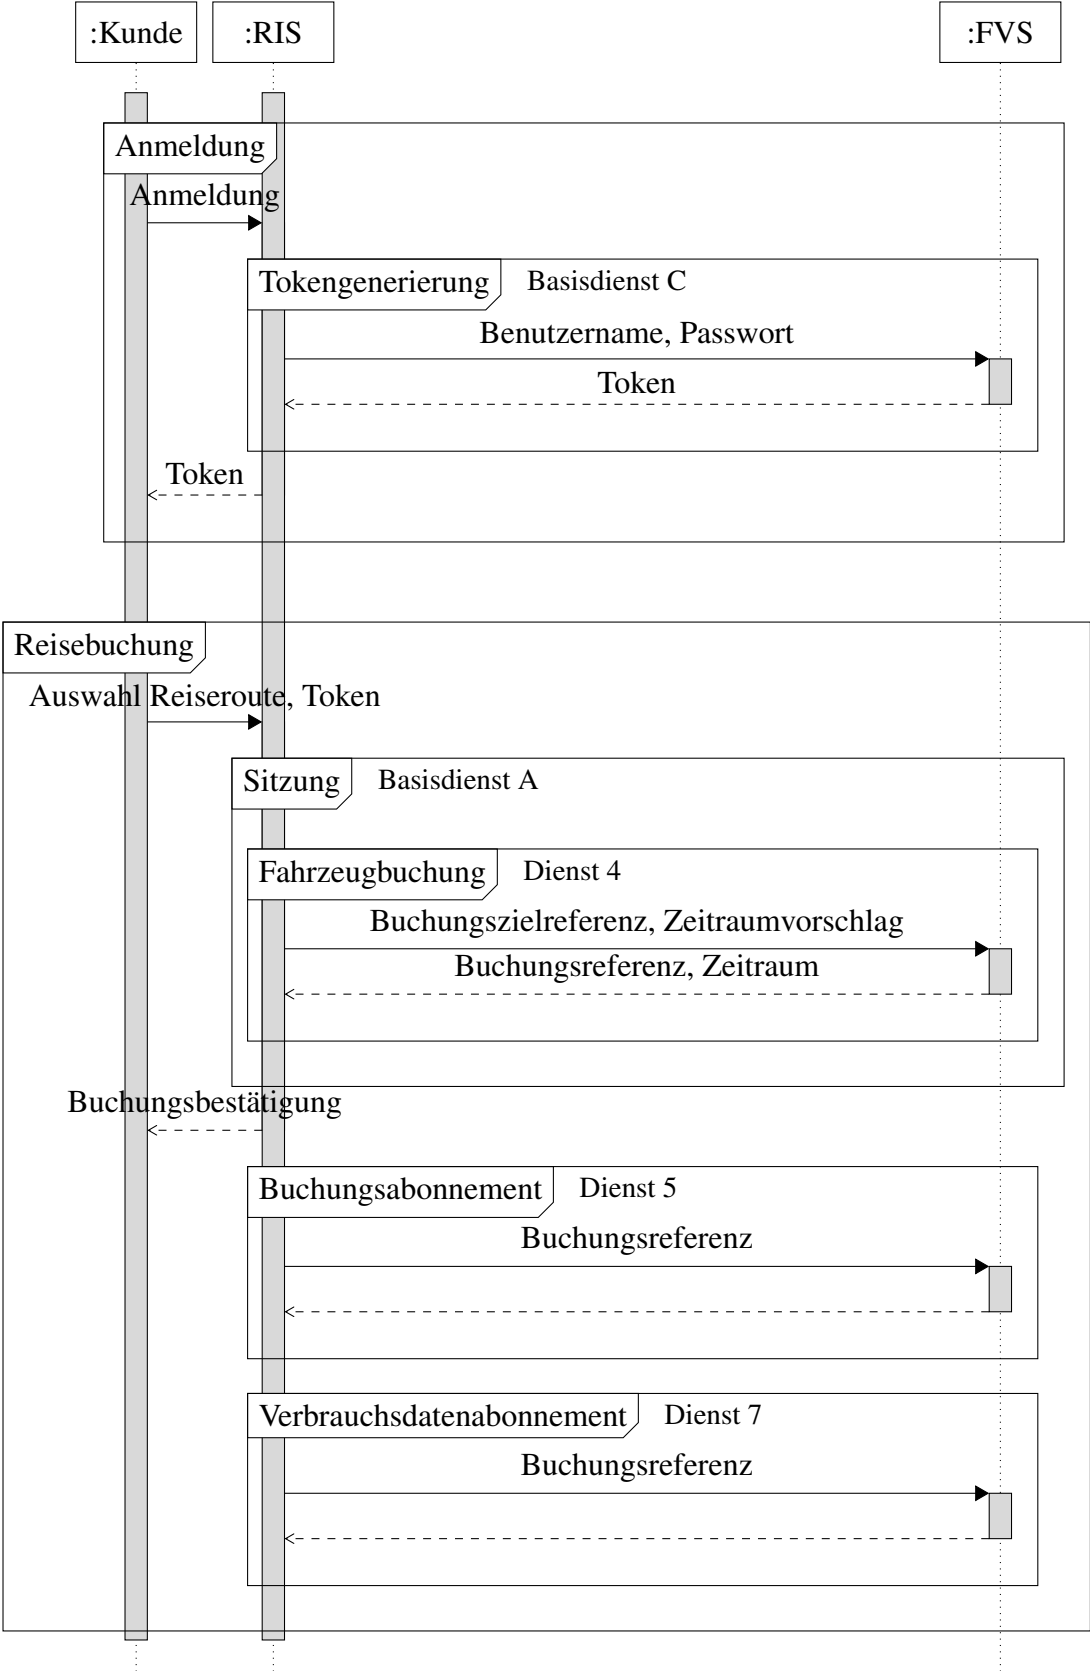 :Kunde
:RIS
:FVS
Anmeldung
Anmeldung
Tokengenerierung
Basisdienst C
Benutzername, Passwort
Token
Token
Reisebuchung
Auswahl Reiseroute, Token
Sitzung
Basisdienst A
Fahrzeugbuchung
Dienst 4
Buchungszielreferenz, Zeitraumvorschlag
Buchungsreferenz, Zeitraum
Buchungsbestätigung
Buchungsabonnement
Dienst 5
Buchungsreferenz
Verbrauchsdatenabonnement
Dienst 7
Buchungsreferenz